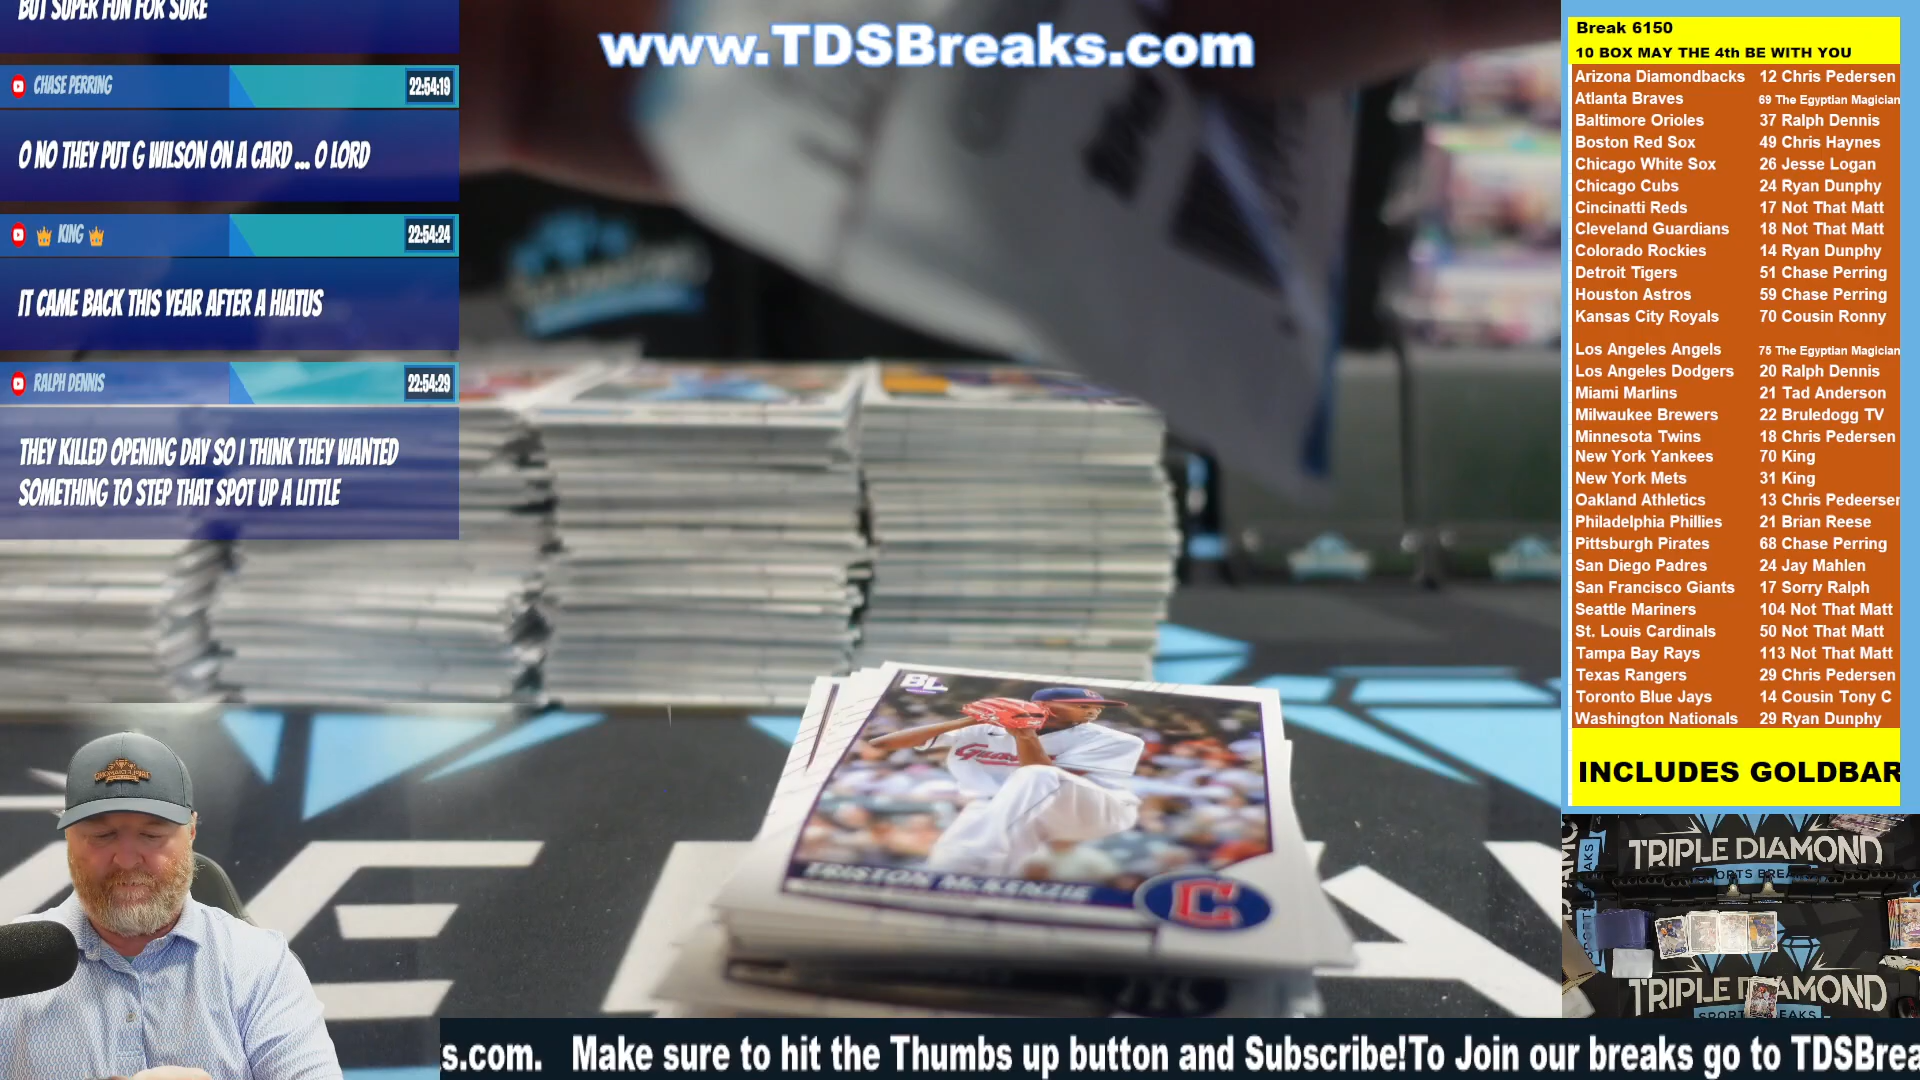 BUT SUPER FUN FOR SURE
CHASE PERRING
22:54:19
O NO THEY PUT G WILSON ON A CARD ... O LORD
KING
22:54:24
IT CAME BACK THIS YEAR AFTER A HIATUS
RALPH DENNIS
22:54:29
THEY KILLED OPENING DAY SO I THINK THEY WANTED
SOMETHING TO STEP THAT SPOT UP A LITTLE
www.TDSBreaks.com
BL
TRISTON McKENZIE
C
Break 6150
10 BOX MAY THE 4th BE WITH YOU
Arizona Diamondbacks 12 Chris Pedersen
Atlanta Braves 69 The Egyptian Magician
Baltimore Orioles 37 Ralph Dennis
Boston Red Sox 49 Chris Haynes
Chicago White Sox 26 Jesse Logan
Chicago Cubs 24 Ryan Dunphy
Cincinatti Reds 17 Not That Matt
Cleveland Guardians 18 Not That Matt
Colorado Rockies 14 Ryan Dunphy
Detroit Tigers 51 Chase Perring
Houston Astros 59 Chase Perring
Kansas City Royals 70 Cousin Ronny
Los Angeles Angels 75 The Egyptian Magician
Los Angeles Dodgers 20 Ralph Dennis
Miami Marlins 21 Tad Anderson
Milwaukee Brewers 22 Bruledogg TV
Minnesota Twins 18 Chris Pedersen
New York Yankees 70 King
New York Mets 31 King
Oakland Athletics 13 Chris Pedeersen
Philadelphia Phillies 21 Brian Reese
Pittsburgh Pirates 68 Chase Perring
San Diego Padres 24 Jay Mahlen
San Francisco Giants 17 Sorry Ralph
Seattle Mariners 104 Not That Matt
St. Louis Cardinals 50 Not That Matt
Tampa Bay Rays 113 Not That Matt
Texas Rangers 29 Chris Pedersen
Toronto Blue Jays 14 Cousin Tony C
Washington Nationals 29 Ryan Dunphy
INCLUDES GOLDBAR
TRIPLE DIAMOND
SPORTS BREAKS
TRIPLE DIAMOND
SPORTS BREAKS
s.com. Make sure to hit the Thumbs up button and Subscribe!To Join our breaks go to TDSBrea